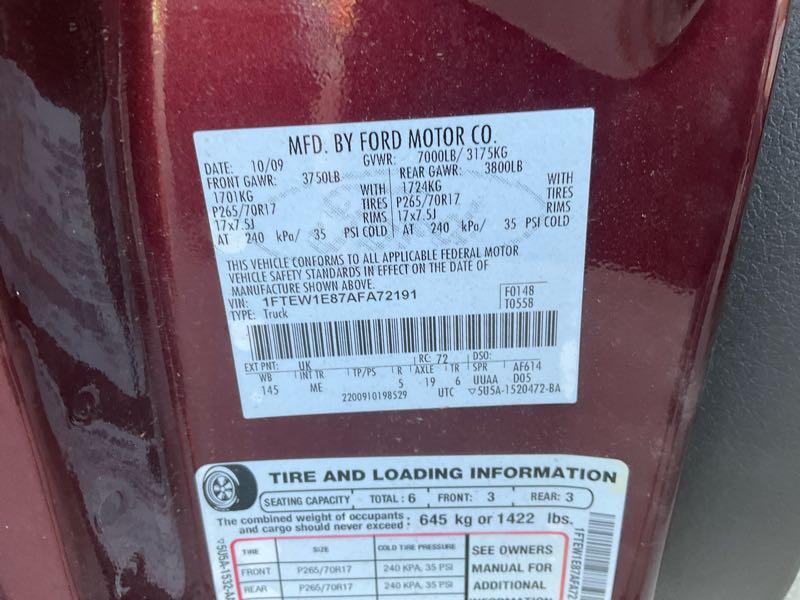 MFD. BY FORD MOTOR CO.
DATE: 10/09 GVWR: 7000LB/ 3175KG
FRONT GAWR: 3750LB REAR GAWR: 3800LB
1701KG WITH 1724KG WITH
P265/70R17 TIRES P265/70R17 TIRES
17x7.5J RIMS 17x7.5J RIMS
AT 240 kPa/ 35 PSI COLD AT 240 kPa/ 35 PSI COLD
THIS VEHICLE CONFORMS TO ALL APPLICABLE FEDERAL MOTOR
VEHICLE SAFETY STANDARDS IN EFFECT ON THE DATE OF
MANUFACTURE SHOWN ABOVE.
VIN: 1FTEW1E87AFA72191 F0148
TYPE: Truck T0558
EXT PNT: UK RC: 72 DSO:
WB INT TR TP/PS R AXLE TR SPR AF614
145 ME 5 19 6 UUAA D05
2200910198529 UTC ▽5U5A-1520472-BA
TIRE AND LOADING INFORMATION
SEATING CAPACITY TOTAL: 6 FRONT: 3 REAR: 3
The combined weight of occupants and cargo should never exceed: 645 kg or 1422 lbs.
TIRE SIZE COLD TIRE PRESSURE
FRONT P265/70R17 240 KPA, 35 PSI
REAR P265/70R17 240 KPA, 35 PSI
SEE OWNERS
MANUAL FOR
ADDITIONAL